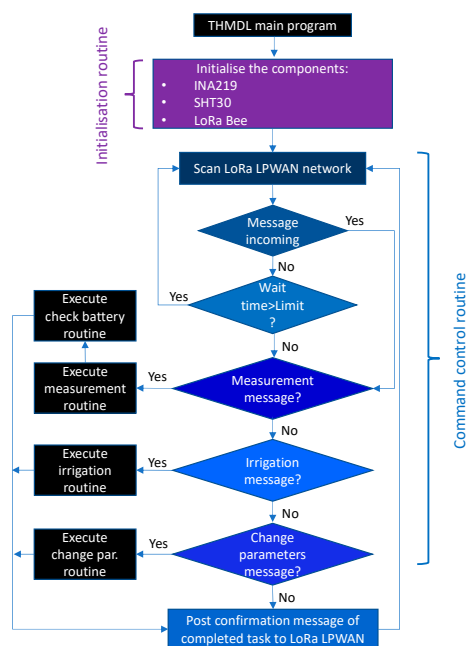 THMDL main program
Initialisation routine
Initialise the components:
• INA219
• SHT30
• LoRa Bee
Scan LoRa LPWAN network
Message
incoming
Yes
No
Wait
time>Limit
?
Yes
No
Execute
check battery
routine
Execute
measurement
routine
Yes
Measurement
message?
No
Execute
irrigation
routine
Yes
Irrigation
message?
No
Execute
change par.
routine
Yes
Change
parameters
message?
No
Post confirmation message of
completed task to LoRa LPWAN
Command control routine